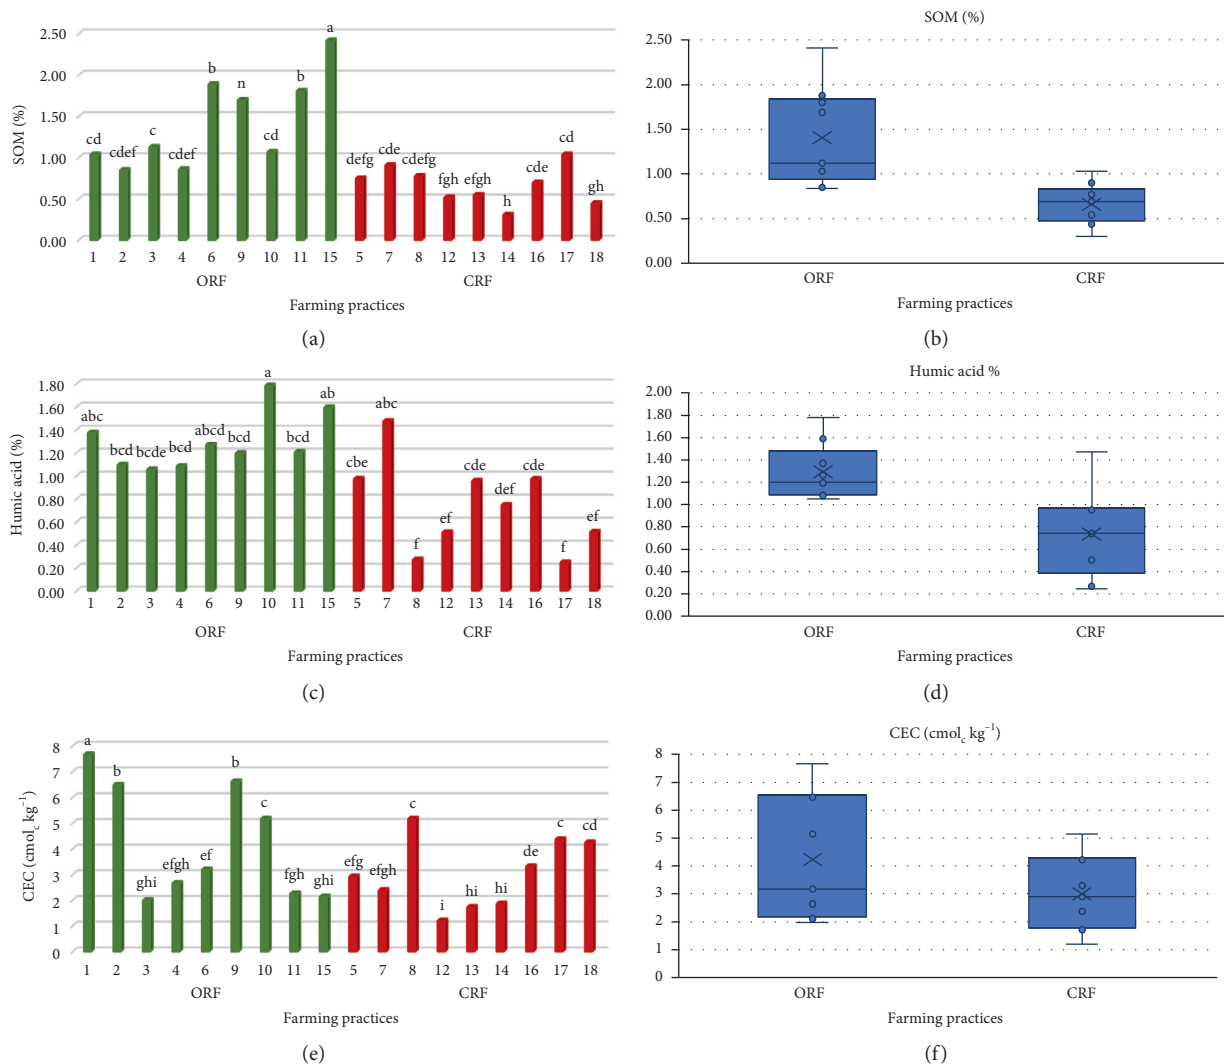 a
2.50
b
b
2.00
n
1.50
c
cd
cd
cd
cdef
cdef
cde
1.00
defg
cdefg
cde
fgh
efgh
gh
0.50
h
0.00
SOM (%)
1 2 3 4 6 9 10 11 15 5 7 8 12 13 14 16 17 18
ORF CRF
Farming practices
(a)
SOM (%)
2.50
2.00
1.50
1.00
0.50
0.00
ORF CRF
Farming practices
(b)
a
1.80
ab
abc
abc
1.60
abcd
1.40
bcd bcde bcd bcd bcd
1.20
cbe cde cde
1.00
def
0.80
ef ef
0.60
f f
0.40
0.20
0.00
Humic acid (%)
1 2 3 4 6 9 10 11 15 5 7 8 12 13 14 16 17 18
ORF CRF
Farming practices
(c)
Humic acid %
2.00
1.80
1.60
1.40
1.20
1.00
0.80
0.60
0.40
0.20
0.00
ORF CRF
Farming practices
(d)
a
8
b b
7
6
c c
5
c cd
4
de
efgh ef efg efgh
3
ghi fgh ghi
2
hi hi
i
1
0
CEC (cmolc kg−1)
1 2 3 4 6 9 10 11 15 5 7 8 12 13 14 16 17 18
ORF CRF
Farming practices
(e)
CEC (cmolc kg−1)
8
7
6
5
4
3
2
1
0
ORF CRF
Farming practices
(f)